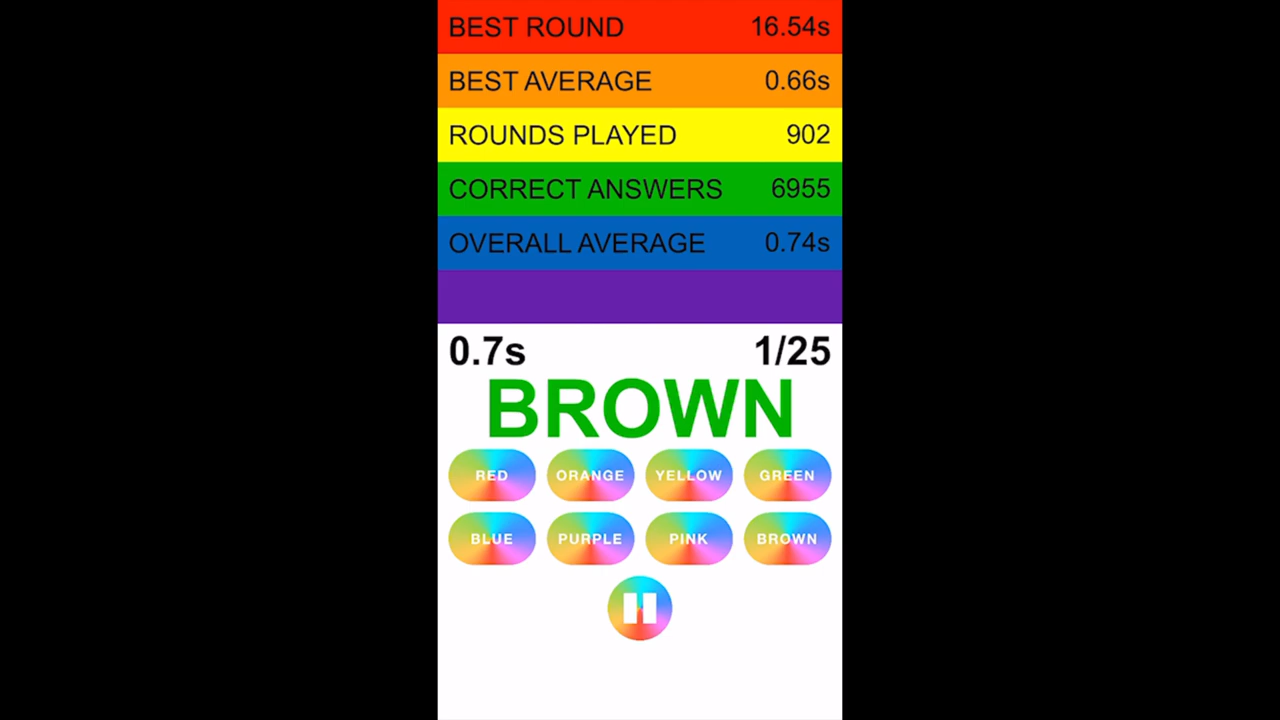 BEST ROUND 16.54s
BEST AVERAGE 0.66s
ROUNDS PLAYED 902
CORRECT ANSWERS 6955
OVERALL AVERAGE 0.74s
0.7s 1/25
BROWN
RED ORANGE YELLOW GREEN
BLUE PURPLE PINK BROWN